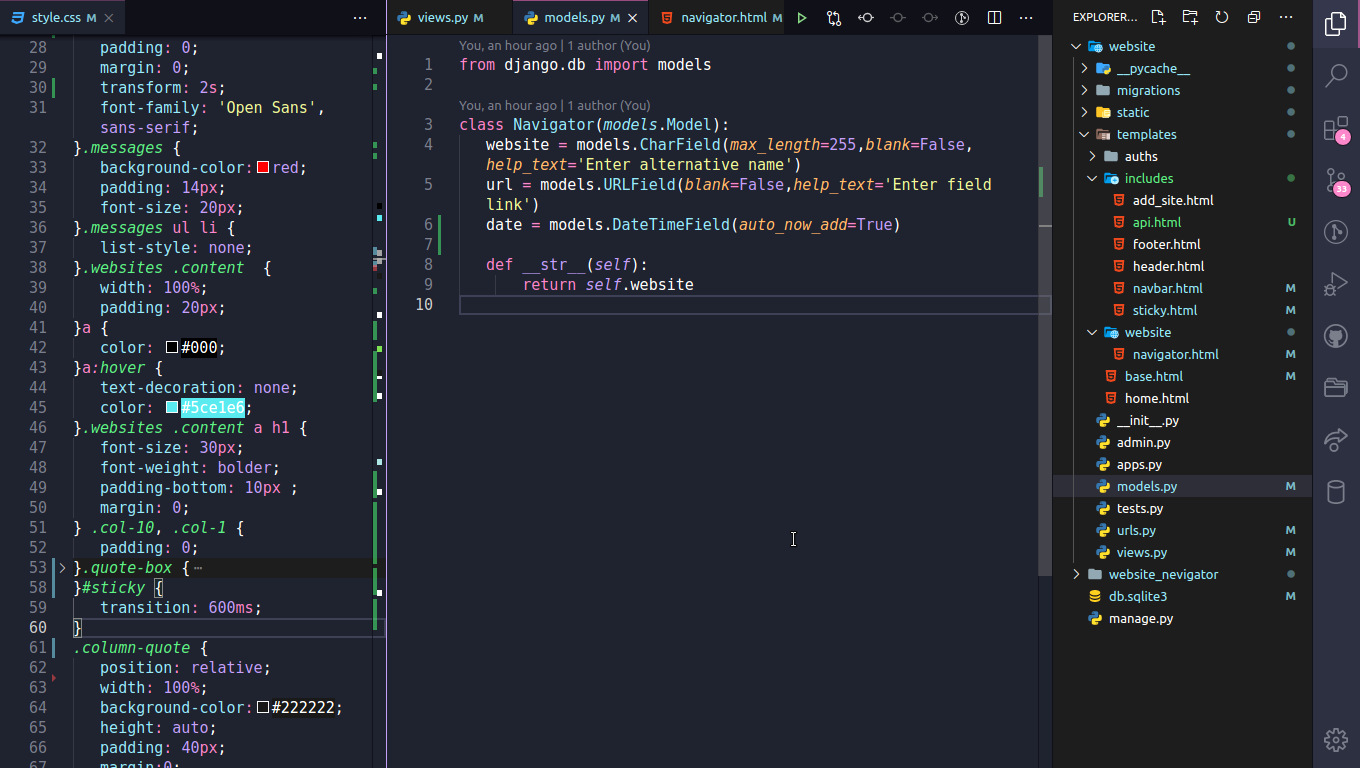 style.css M
28 padding: 0;
29 margin: 0;
30 transform: 2s;
31 font-family: 'Open Sans',
sans-serif;
32 }.messages {
33 background-color: red;
34 padding: 14px;
35 font-size: 20px;
36 }.messages ul li {
37 list-style: none;
38 }.websites .content  {
39 width: 100%;
40 padding: 20px;
41 }a {
42 color: #000;
43 }a:hover {
44 text-decoration: none;
45 color: #5ce1e6;
46 }.websites .content a h1 {
47 font-size: 30px;
48 font-weight: bolder;
49 padding-bottom: 10px ;
50 margin: 0;
51 } .col-10, .col-1 {
52 padding: 0;
53 }.quote-box {
58 }#sticky {
59 transition: 600ms;
60 }
61 .column-quote {
62 position: relative;
63 width: 100%;
64 background-color: #222222;
65 height: auto;
66 padding: 40px;
67 margin:0;
views.py M
models.py M
navigator.html M
You, an hour ago | 1 author (You)
1 from django.db import models
2
You, an hour ago | 1 author (You)
3 class Navigator(models.Model):
4 website = models.CharField(max_length=255,blank=False,
help_text='Enter alternative name')
5 url = models.URLField(blank=False,help_text='Enter field
link')
6 date = models.DateTimeField(auto_now_add=True)
7
8 def __str__(self):
9 return self.website
10
EXPLORER...
website
__pycache__
migrations
static
templates
auths
includes
add_site.html
api.html U
footer.html
header.html
navbar.html M
sticky.html M
website
navigator.html M
base.html M
home.html
__init__.py
admin.py
apps.py
models.py M
tests.py
urls.py M
views.py M
website_nevigator
db.sqlite3 M
manage.py
4
33